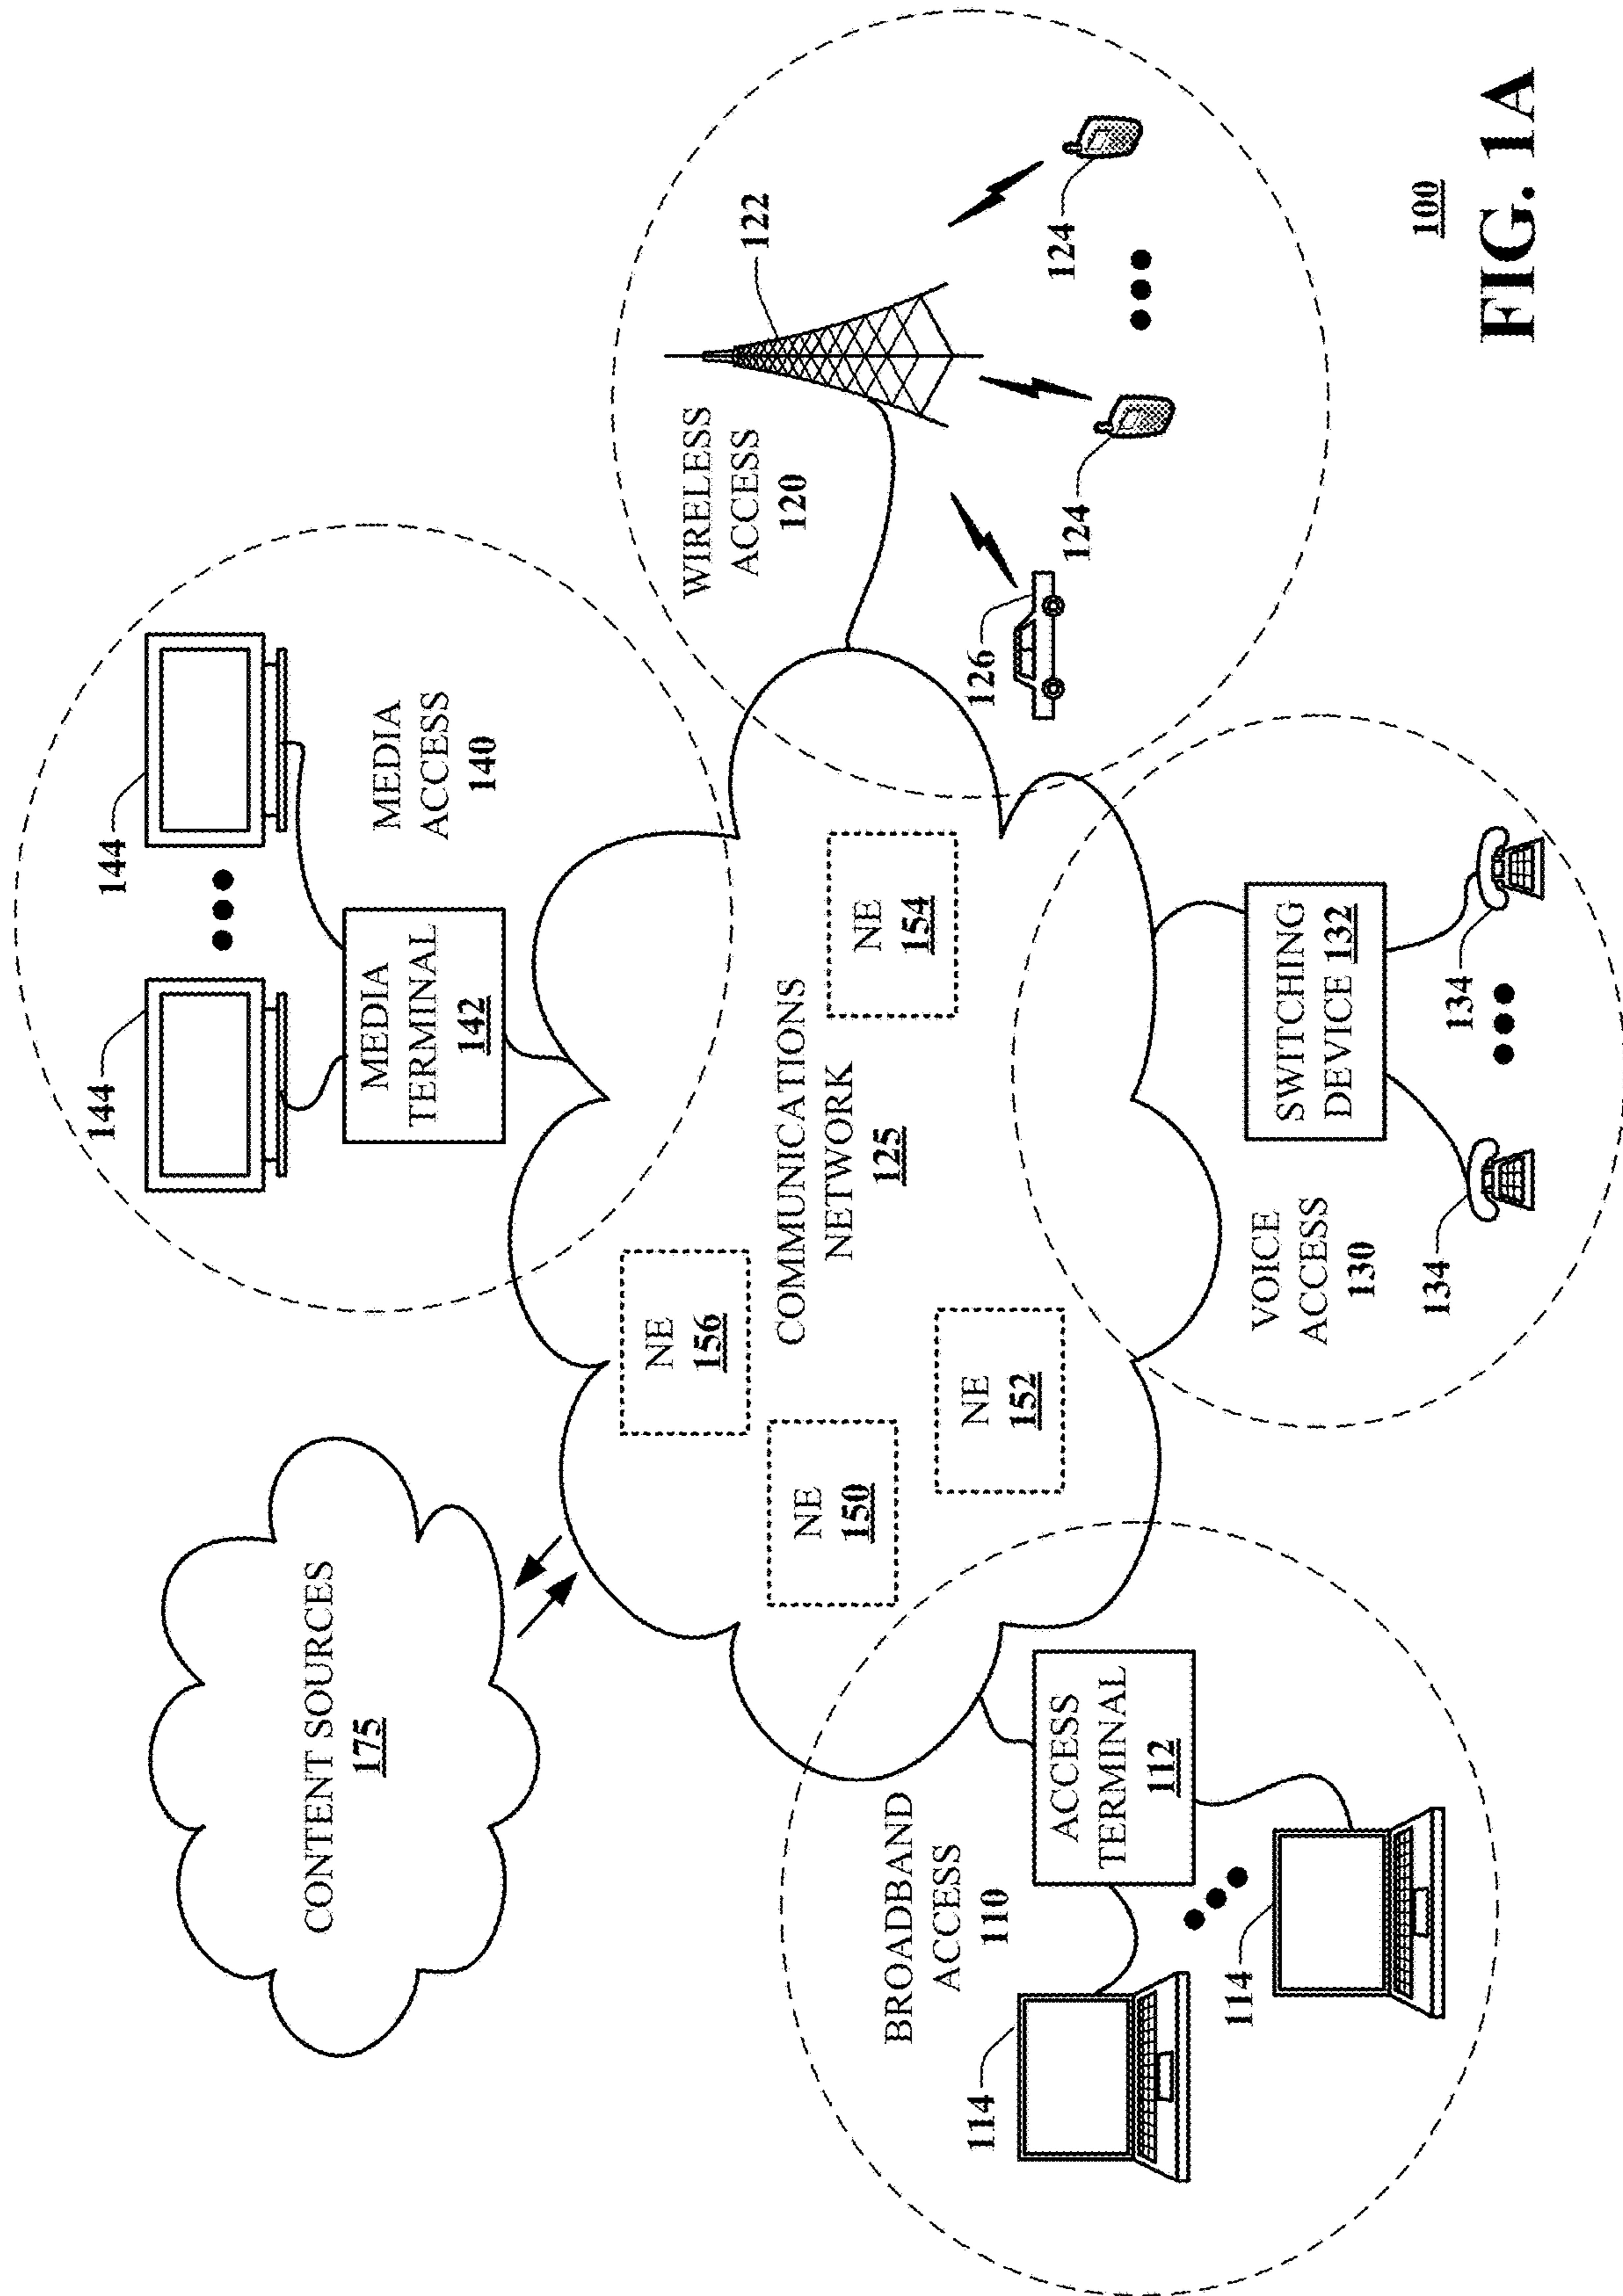 144
144
MEDIA
TERMINAL
142
MEDIA
ACCESS
140
CONTENT SOURCES
175
WIRELESS
ACCESS
120
122
124
124
126
NE
156
NE
150
COMMUNICATIONS
NETWORK
125
NE
154
NE
152
BROADBAND
ACCESS
110
ACCESS
TERMINAL
112
114
114
VOICE
ACCESS
130
SWITCHING
DEVICE 132
134
134
100
FIG. 1A